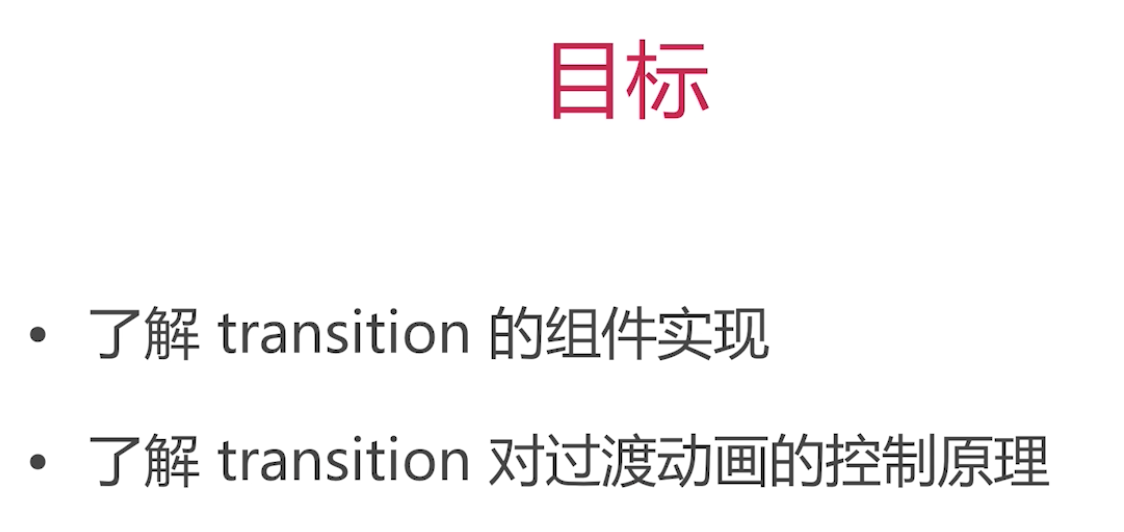 目标
• 了解 transition 的组件实现
• 了解 transition 对过渡动画的控制原理